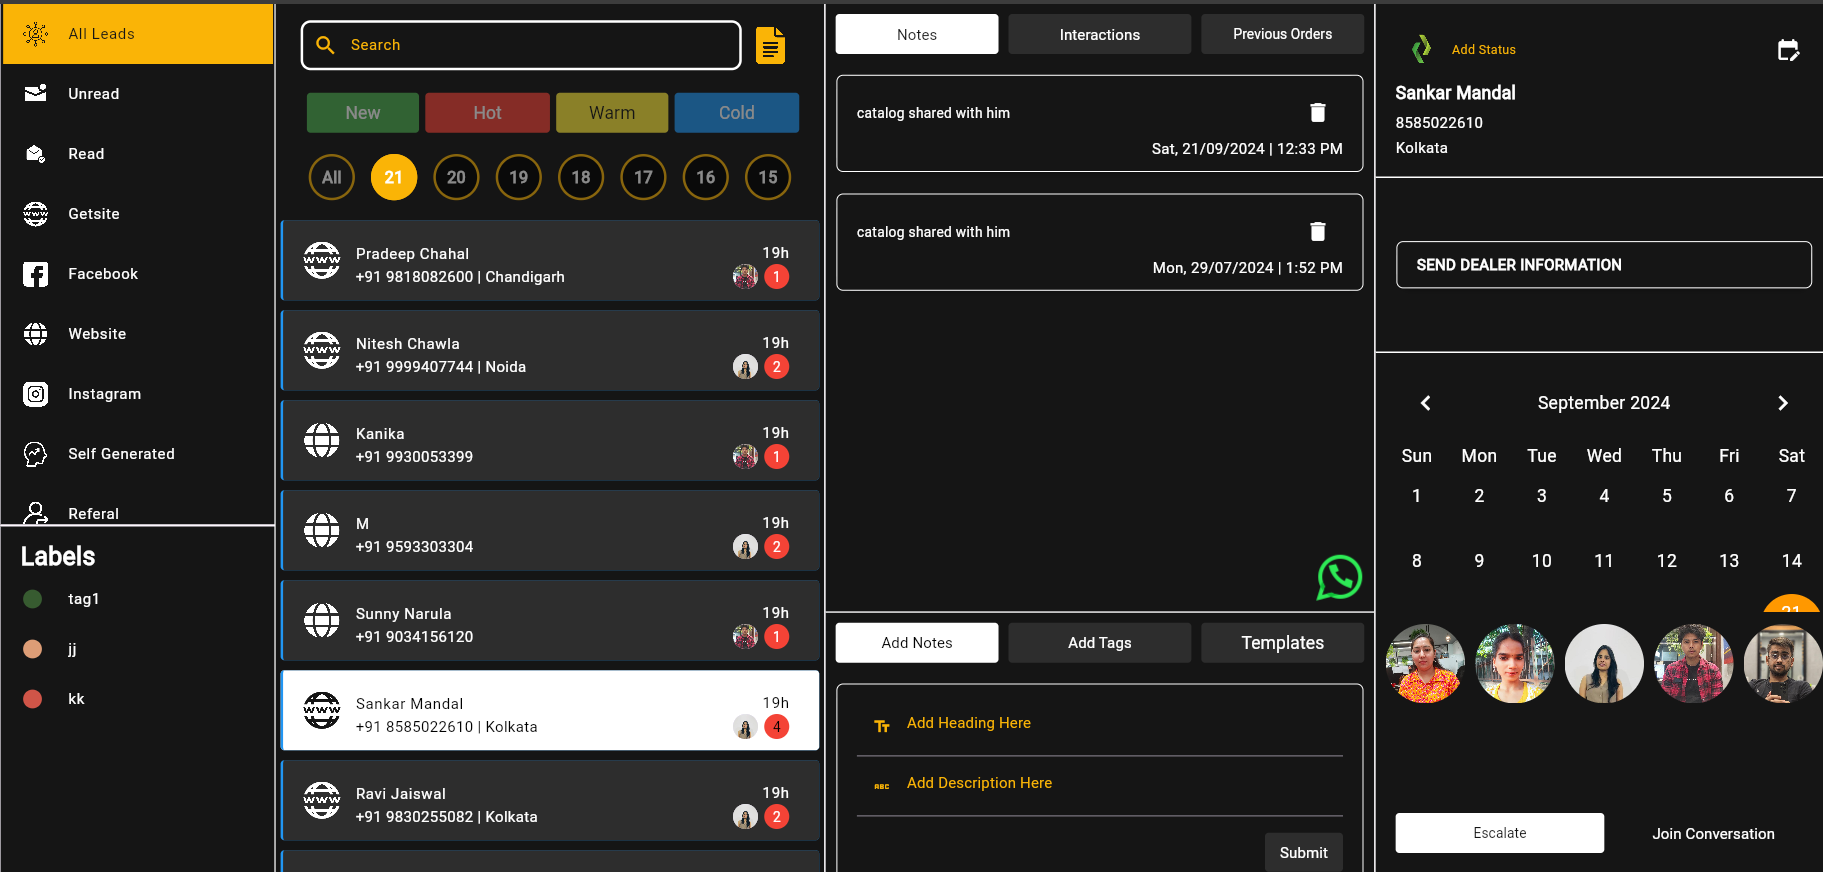 All Leads
Unread
Read
Getsite
Facebook
Website
Instagram
Self Generated
Referal
Labels
tag1
jj
kk
Search
New Hot Warm Cold
All 21 20 19 18 17 16 15
Pradeep Chahal 19h
+91 9818082600 | Chandigarh 1
Nitesh Chawla 19h
+91 9999407744 | Noida 2
Kanika 19h
+91 9930053399 1
M 19h
+91 9593303304 2
Sunny Narula 19h
+91 9034156120 1
Sankar Mandal 19h
+91 8585022610 | Kolkata 4
Ravi Jaiswal 19h
+91 9830255082 | Kolkata 2
Notes Interactions Previous Orders
catalog shared with him
Sat, 21/09/2024 | 12:33 PM
catalog shared with him
Mon, 29/07/2024 | 1:52 PM
Add Notes Add Tags Templates
Add Heading Here
ABC Add Description Here
Submit
Add Status
Sankar Mandal
8585022610
Kolkata
SEND DEALER INFORMATION
September 2024
Sun Mon Tue Wed Thu Fri Sat
1 2 3 4 5 6 7
8 9 10 11 12 13 14
21
Escalate Join Conversation